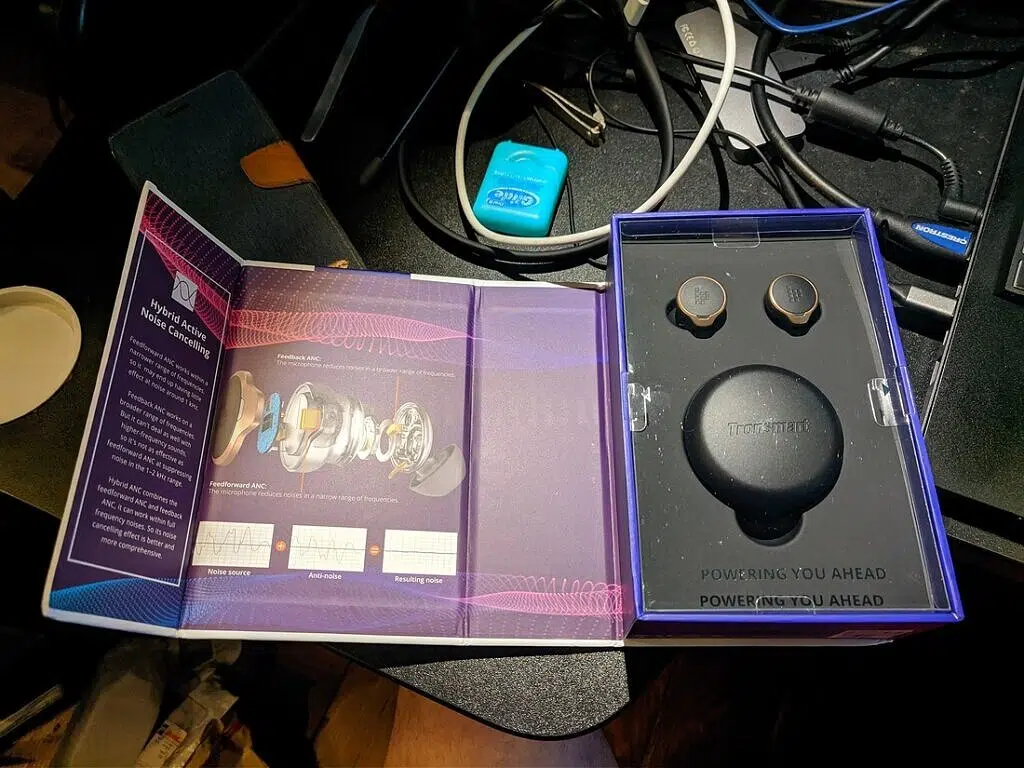 Hybrid Active
Noise Cancelling
Feedforward ANC works within a
narrower range of frequencies,
so it may end up having little
effect at noise around 1 kHz.
Feedback ANC works on a
broader range of frequencies.
But it can't deal as well with
higher-frequency sounds,
so it's not as effective as
feedforward ANC at suppressing
noise in the 1–2 kHz range.
Hybrid ANC combines the
feedforward ANC and feedback
ANC, it can work within full
frequency noises. So its noise
cancelling effect is better and
more comprehensive.
Feedback ANC:
The microphone reduces noises in a broader range of frequencies.
Feedforward ANC:
The microphone reduces noises in a narrow range of frequencies.
Noise source
Anti-noise
Resulting noise
Glide
CRESTRON
Tronsmart
POWERING YOU AHEAD
POWERING YOU AHEAD